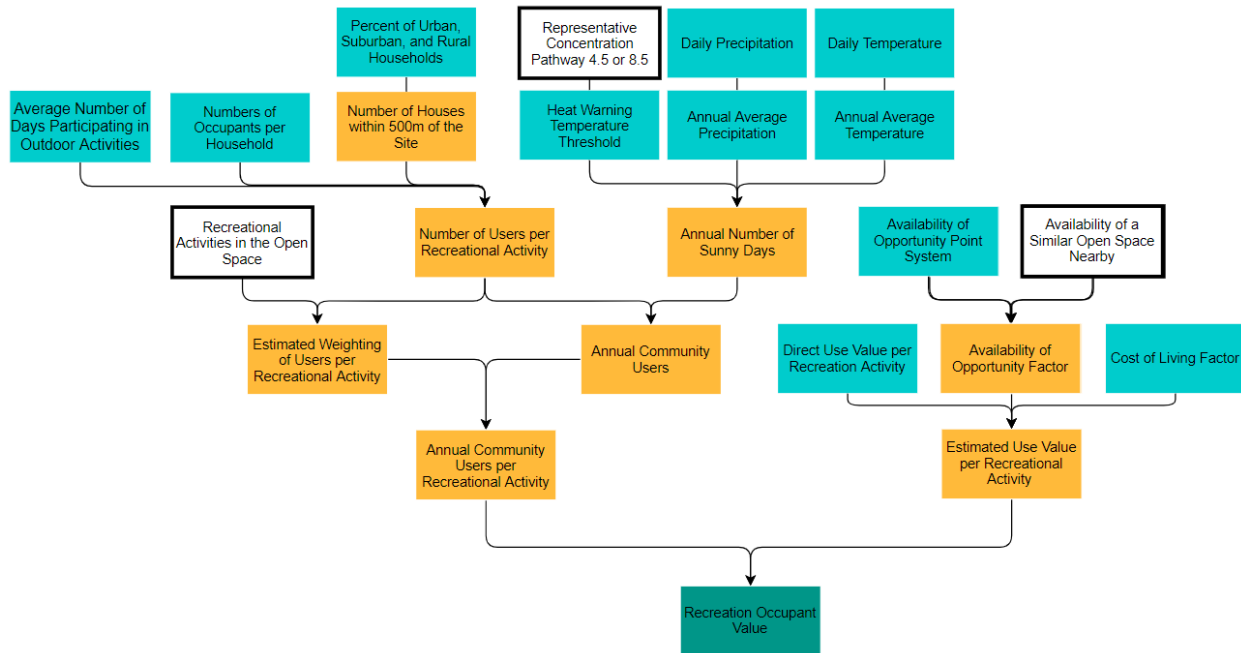 Percent of Urban,
Suburban, and Rural
Households
Representative
Concentration
Pathway 4.5 or 8.5
Daily Precipitation
Daily Temperature
Average Number of
Days Participating in
Outdoor Activities
Numbers of
Occupants per
Household
Number of Houses
within 500m of the
Site
Heat Warning
Temperature
Threshold
Annual Average
Precipitation
Annual Average
Temperature
Recreational
Activities in the Open
Space
Number of Users per
Recreational Activity
Annual Number of
Sunny Days
Availability of
Opportunity Point
System
Availability of a
Similar Open Space
Nearby
Estimated Weighting
of Users per
Recreational Activity
Annual Community
Users
Direct Use Value per
Recreation Activity
Availability of
Opportunity Factor
Cost of Living Factor
Annual Community
Users per
Recreational Activity
Estimated Use Value
per Recreational
Activity
Recreation Occupant
Value